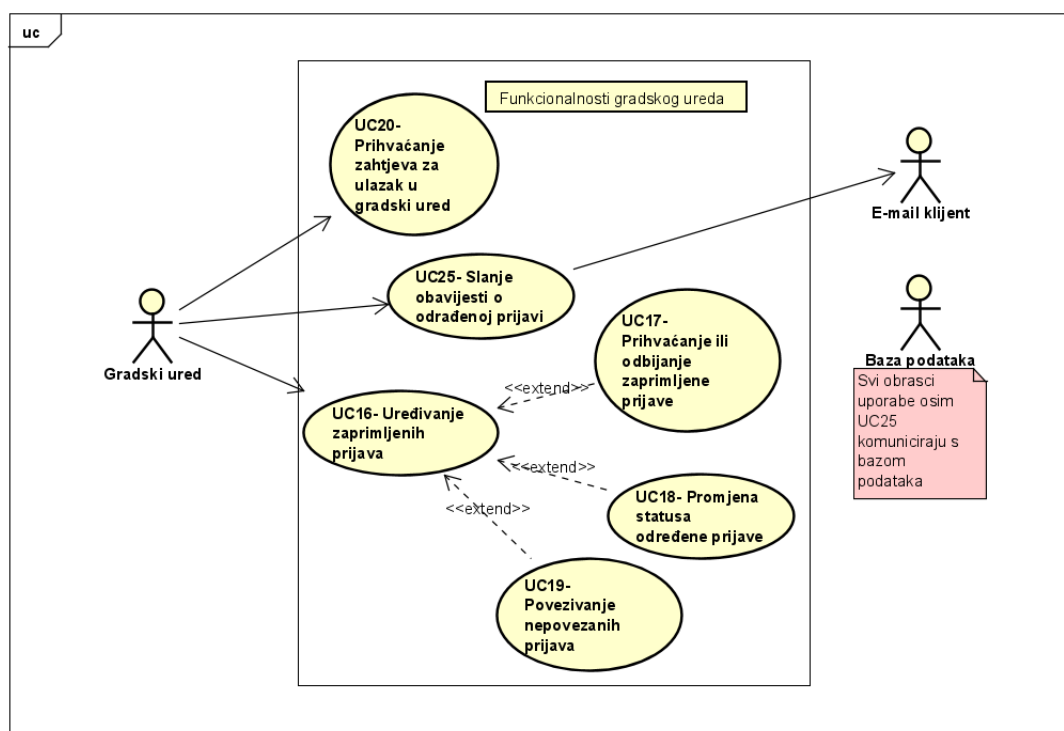 uc
Funkcionalnosti gradskog ureda
UC20-
Prihvaćanje
zahtjeva za
ulazak u
gradski ured
E-mail klijent
UC25- Slanje
obavijesti o
odrađenoj prijavi
Gradski ured
UC17-
Prihvaćanje ili
odbijanje
zaprimljene
prijave
Baza podataka
Svi obrasci
uporabe osim
UC25
komuniciraju s
bazom
podataka
<<extend>>
UC16- Uređivanje
zaprimljenih
prijava
<<extend>>
UC18- Promjena
statusa
određene prijave
<<extend>>
UC19-
Povezivanje
nepovezanih
prijava